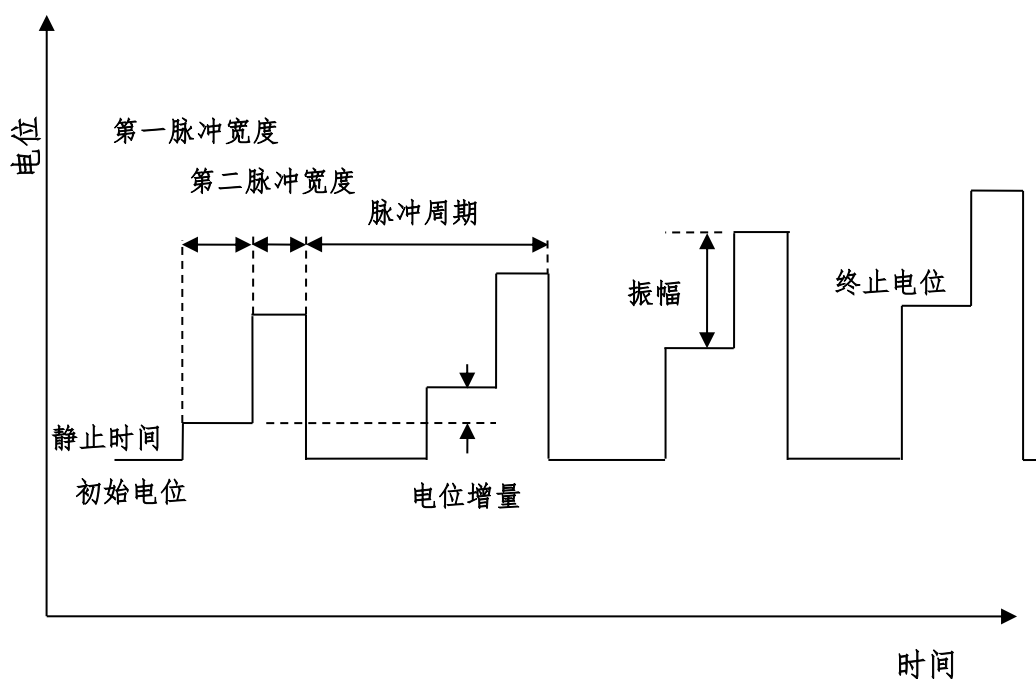 电位
第一脉冲宽度
第二脉冲宽度
脉冲周期
终止电位
振幅
静止时间
初始电位
电位增量
时间